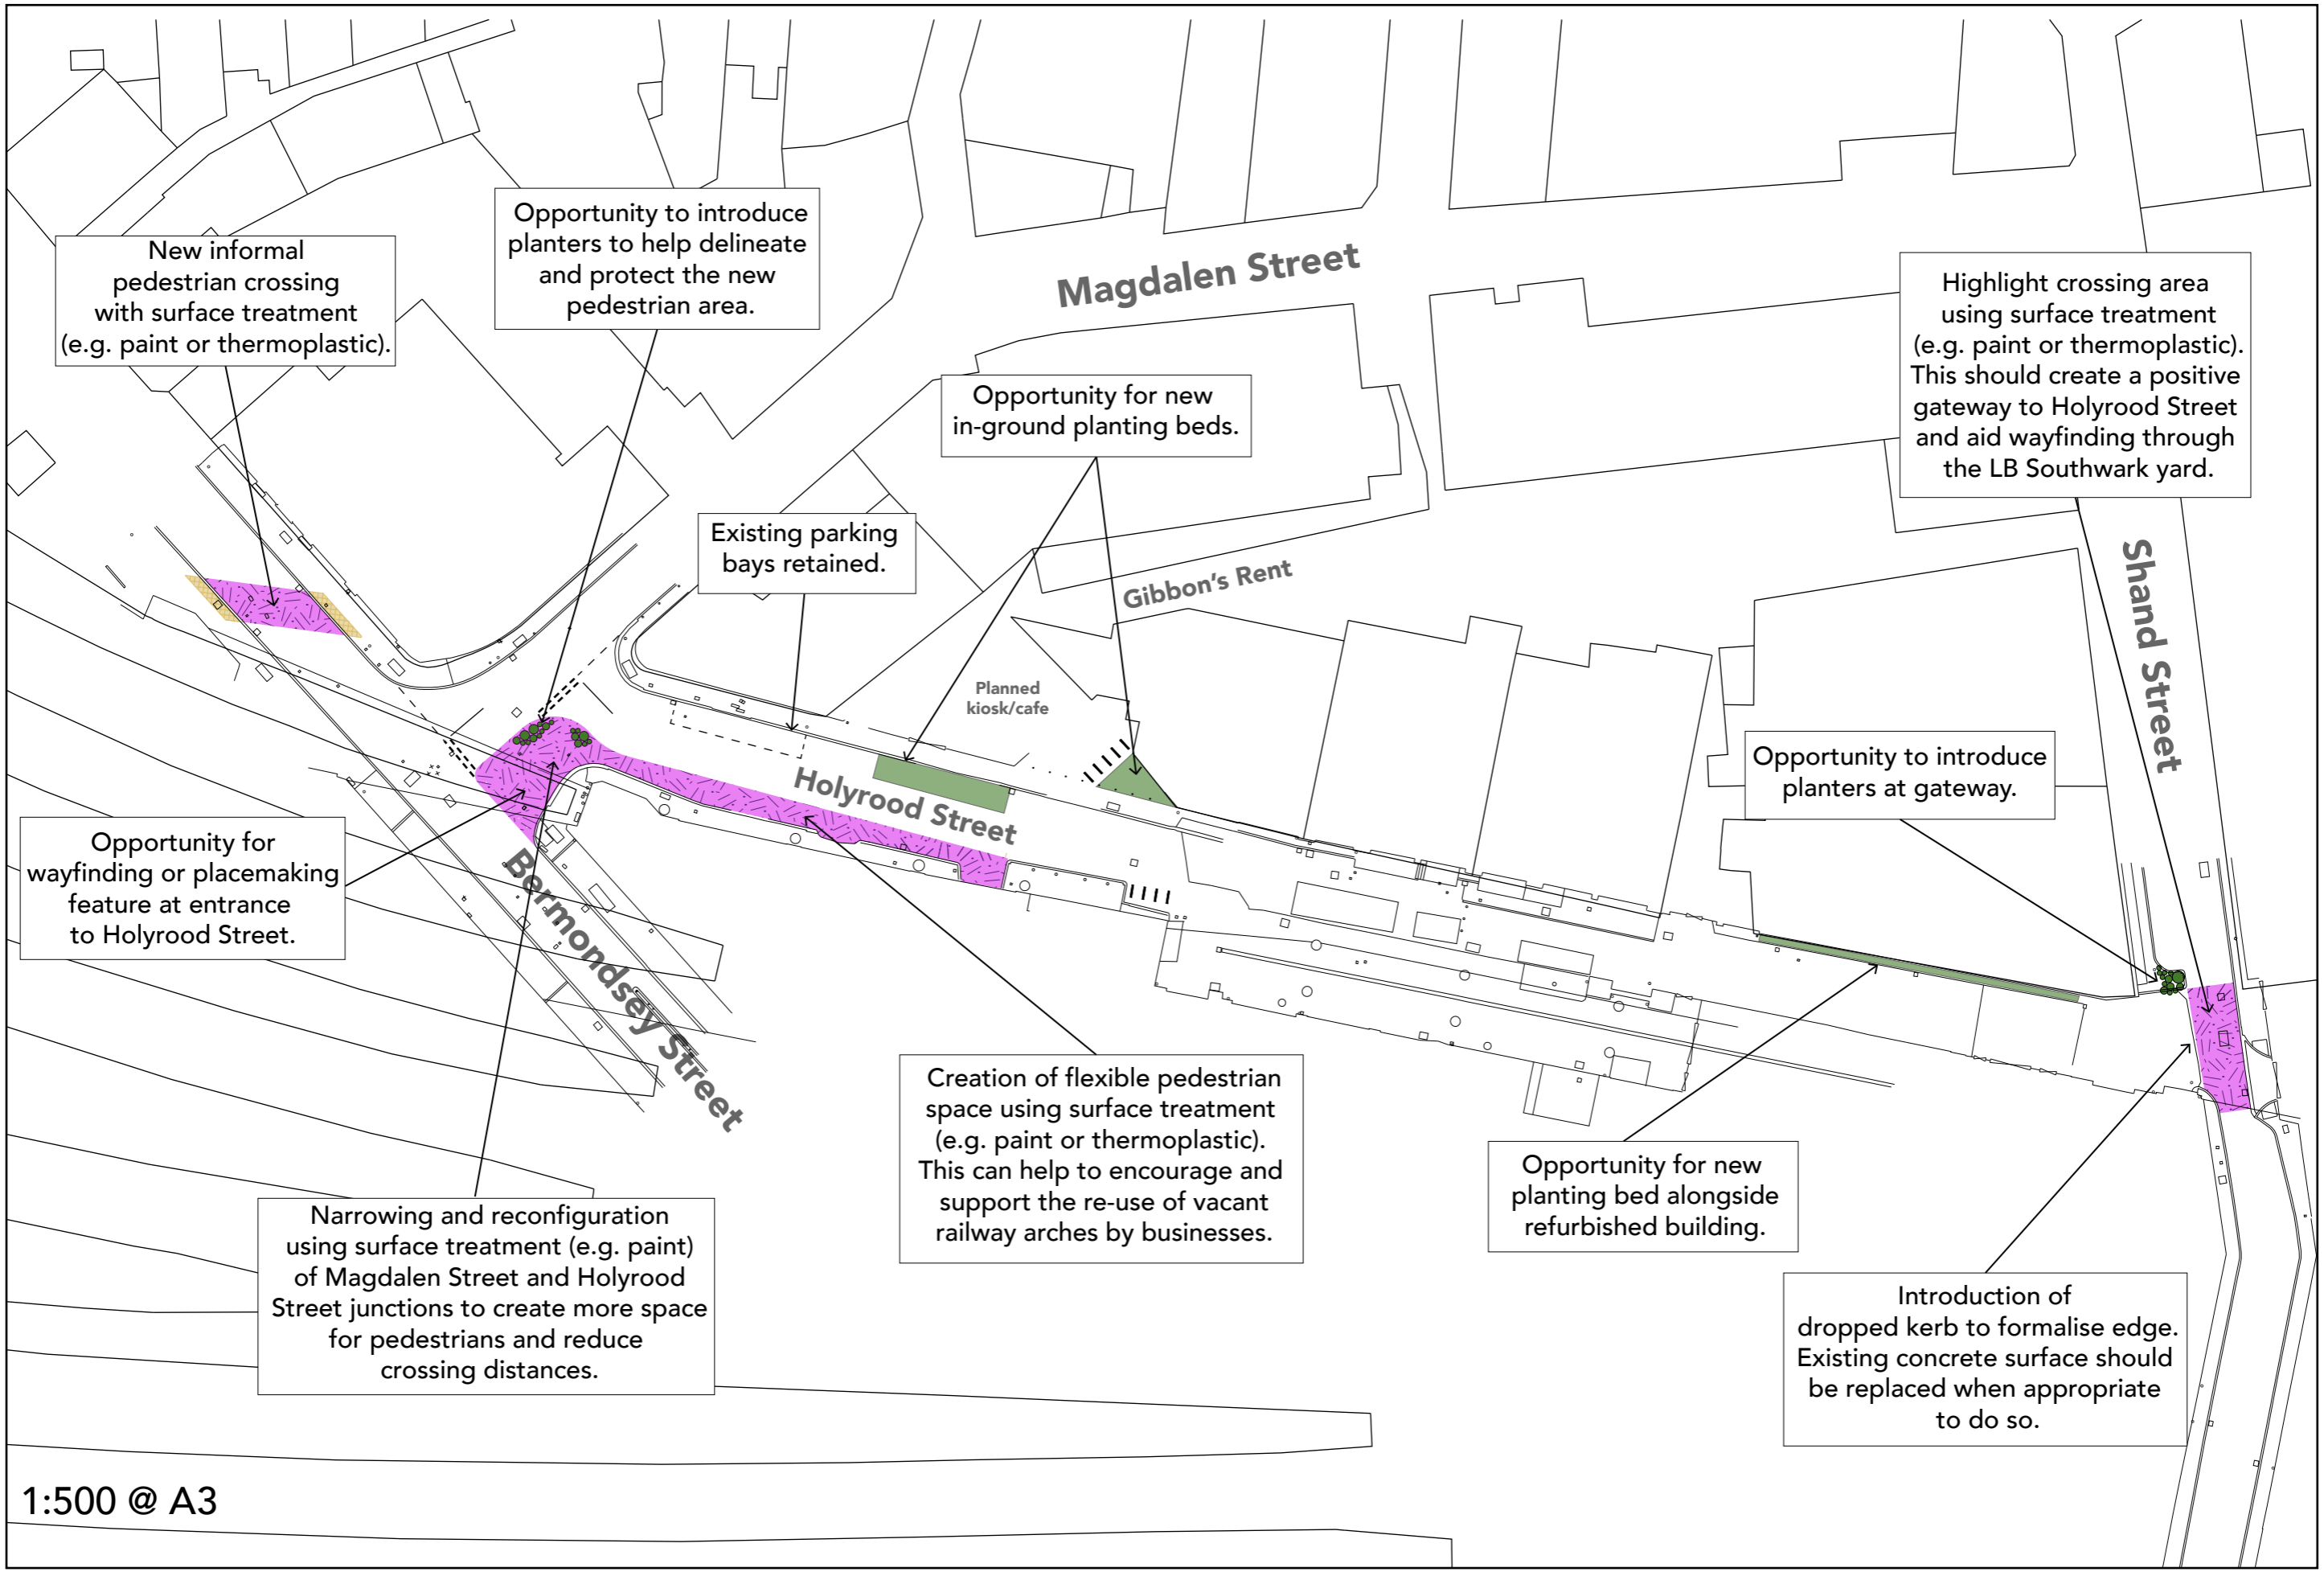 Opportunity to introduce
planters to help delineate
and protect the new
pedestrian area.
New informal
pedestrian crossing
with surface treatment
(e.g. paint or thermoplastic).
Magdalen Street
Highlight crossing area
using surface treatment
(e.g. paint or thermoplastic).
This should create a positive
gateway to Holyrood Street
and aid wayfinding through
the LB Southwark yard.
Opportunity for new
in-ground planting beds.
Existing parking
bays retained.
Gibbon's Rent
Shand Street
Planned
kiosk/cafe
Holyrood Street
Opportunity to introduce
planters at gateway.
Opportunity for
wayfinding or placemaking
feature at entrance
to Holyrood Street.
Bermondsey Street
Creation of flexible pedestrian
space using surface treatment
(e.g. paint or thermoplastic).
This can help to encourage and
support the re-use of vacant
railway arches by businesses.
Opportunity for new
planting bed alongside
refurbished building.
Narrowing and reconfiguration
using surface treatment (e.g. paint)
of Magdalen Street and Holyrood
Street junctions to create more space
for pedestrians and reduce
crossing distances.
Introduction of
dropped kerb to formalise edge.
Existing concrete surface should
be replaced when appropriate
to do so.
1:500 @ A3